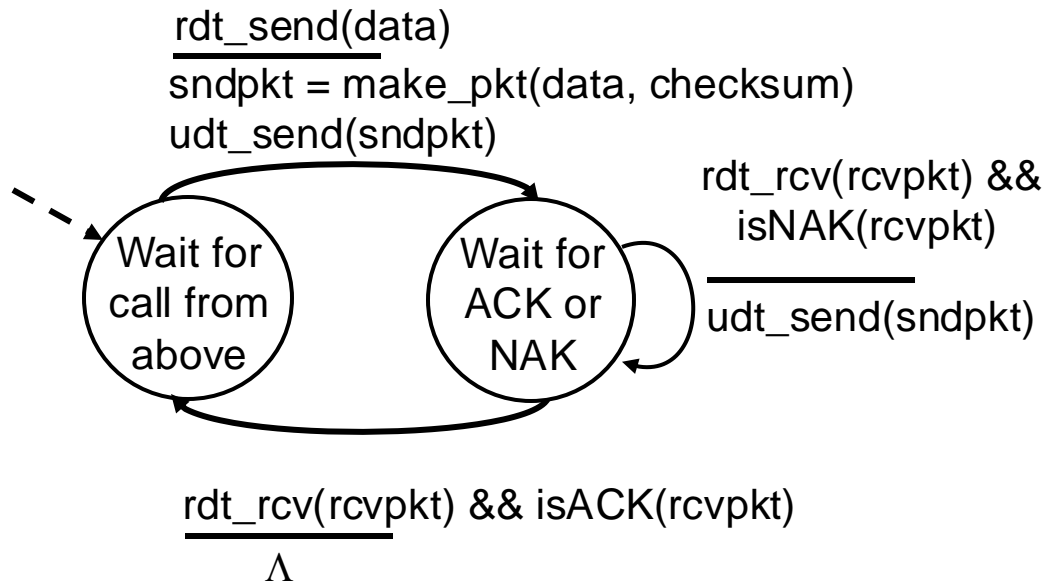 rdt_send(data)
sndpkt = make_pkt(data, checksum)
udt_send(sndpkt)
rdt_rcv(rcvpkt) &&
isNAK(rcvpkt)
udt_send(sndpkt)
Wait for
call from
above
Wait for
ACK or
NAK
rdt_rcv(rcvpkt) && isACK(rcvpkt)
Λ